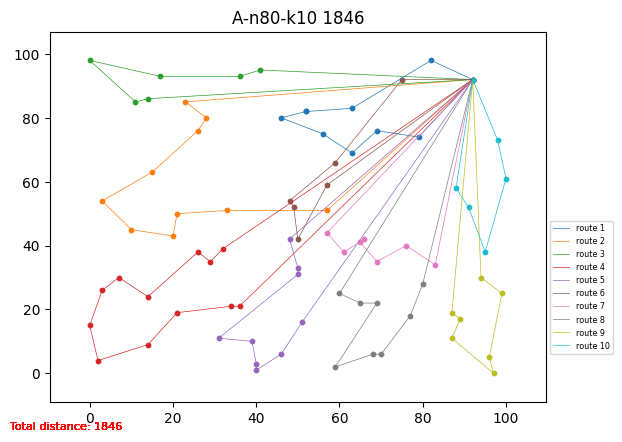 A-n80-k10 1846
100
80
60
40
20
0
0 20 40 60 80 100
route 1
route 2
route 3
route 4
route 5
route 6
route 7
route 8
route 9
route 10
Total distance: 1846